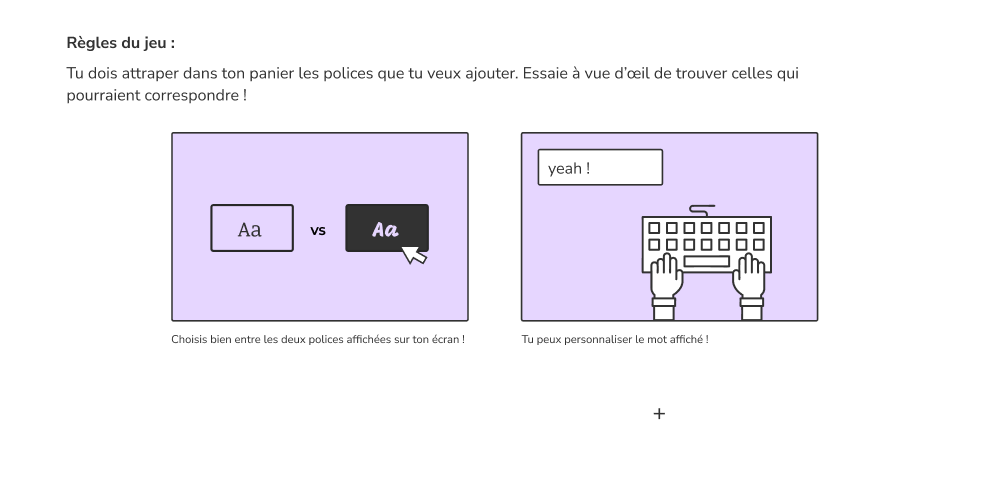 Règles du jeu :
Tu dois attraper dans ton panier les polices que tu veux ajouter. Essaie à vue d’œil de trouver celles qui
pourraient correspondre !
Aa vs Aa
yeah !
Choisis bien entre les deux polices affichées sur ton écran !
Tu peux personnaliser le mot affiché !
+